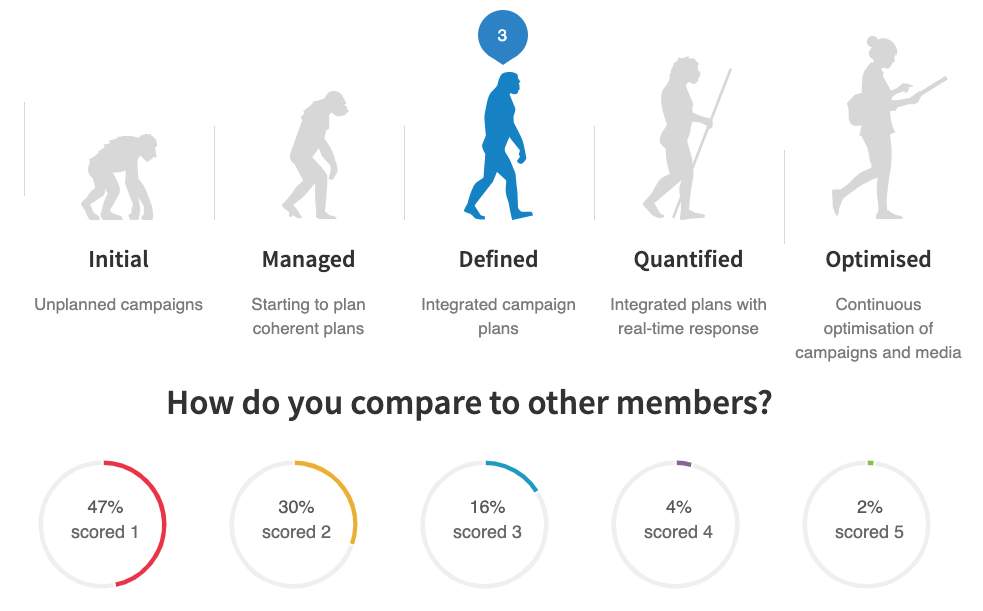 3
Initial
Managed
Defined
Quantified
Optimised
Unplanned campaigns
Starting to plan
coherent plans
Integrated campaign
plans
Integrated plans with
real-time response
Continuous
optimisation of
campaigns and media
How do you compare to other members?
47%
scored 1
30%
scored 2
16%
scored 3
4%
scored 4
2%
scored 5